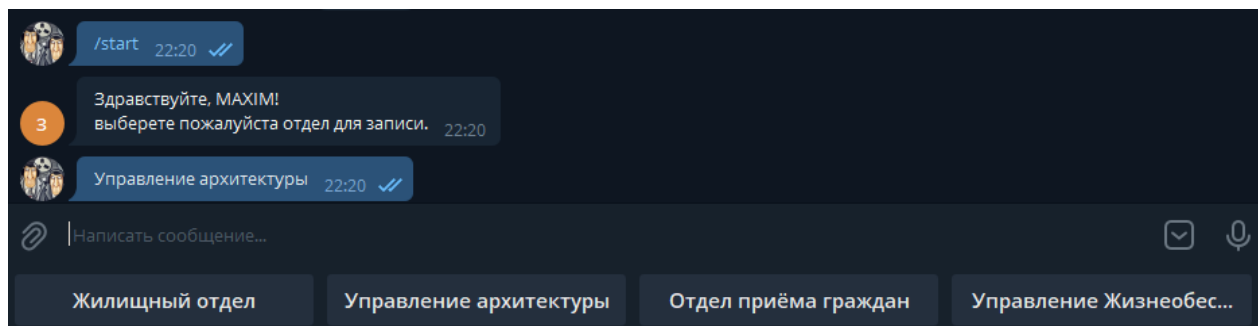 /start 22:20
Здравствуйте, MAXIM!
выберете пожалуйста отдел для записи. 22:20
З
Управление архитектуры 22:20
Написать сообщение...
Жилищный отдел Управление архитектуры Отдел приёма граждан Управление Жизнеобес...